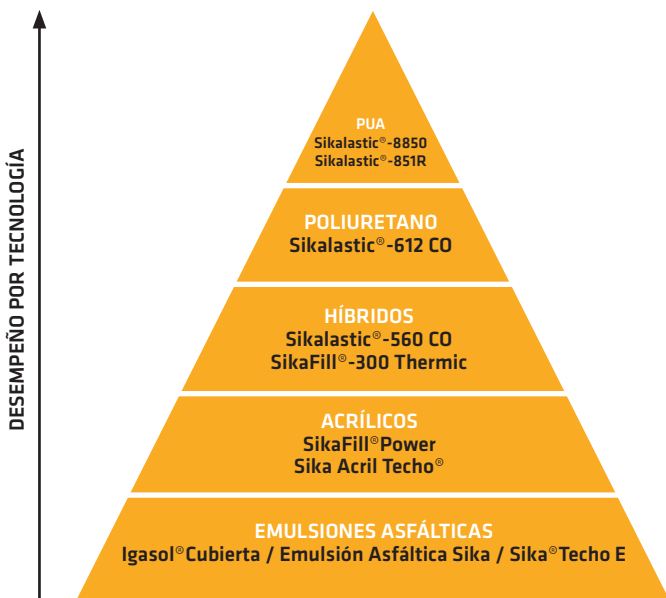 DESEMPEÑO POR TECNOLOGÍA
PUA
Sikalastic®-8850
Sikalastic®-851R
POLIURETANO
Sikalastic®-612 CO
HÍBRIDOS
Sikalastic®-560 CO
SikaFill®-300 Thermic
ACRÍLICOS
SikaFill®Power
Sika Acril Techo®
EMULSIONES ASFÁLTICAS
Igasol®Cubierta / Emulsión Asfáltica Sika / Sika®Techo E